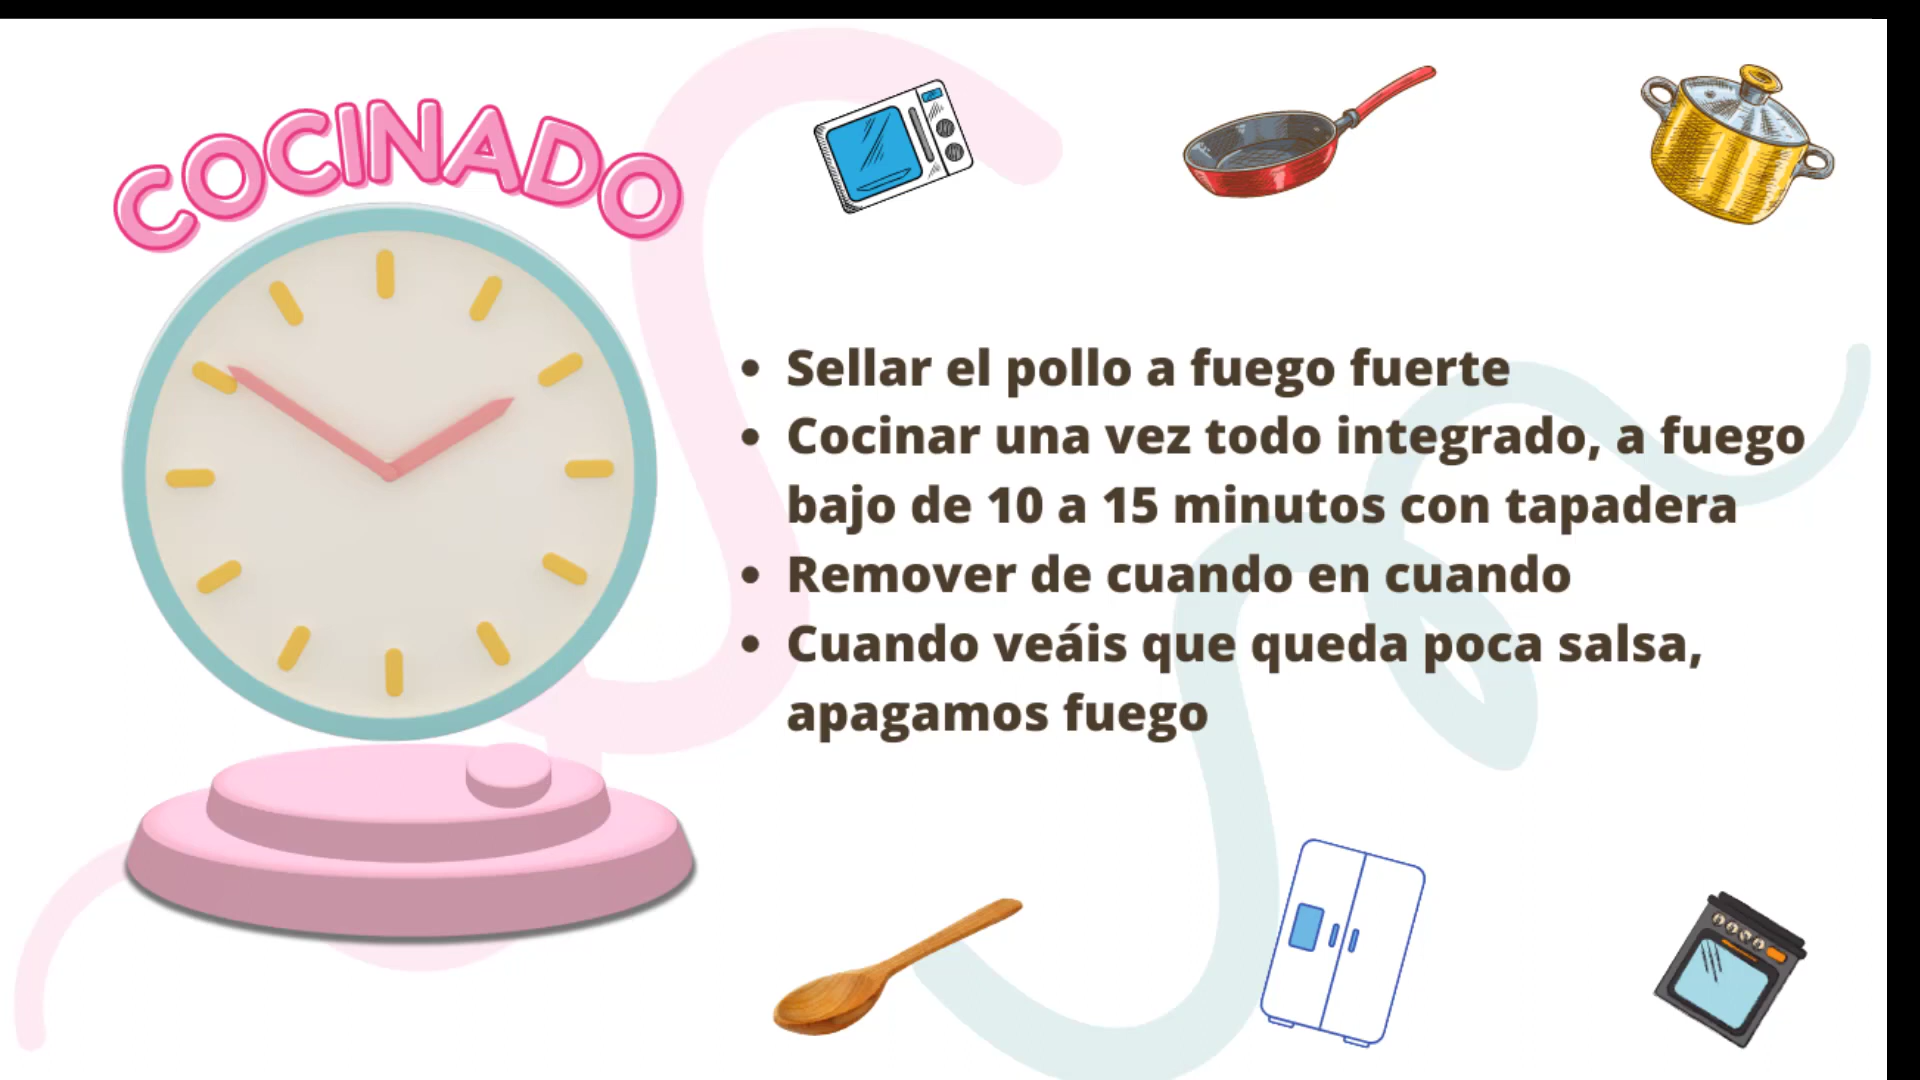 COCINADO
• Sellar el pollo a fuego fuerte
• Cocinar una vez todo integrado, a fuego
bajo de 10 a 15 minutos con tapadera
• Remover de cuando en cuando
• Cuando veáis que queda poca salsa,
apagamos fuego